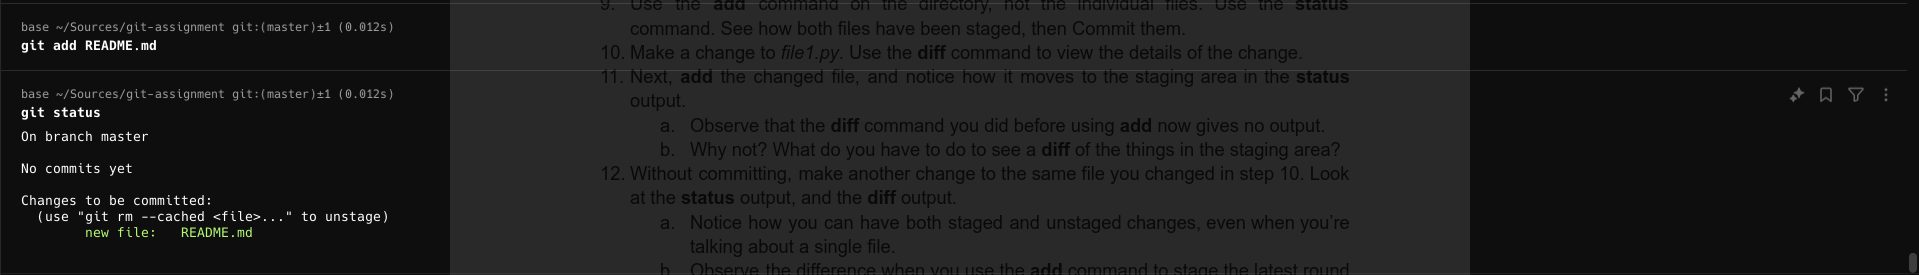 base ~/Sources/git-assignment git:(master)±1 (0.012s)
git add README.md
base ~/Sources/git-assignment git:(master)±1 (0.012s)
git status
On branch master
No commits yet
Changes to be committed:
(use "git rm --cached <file>..." to unstage)
new file: README.md
9. Use the add command on the directory, not the individual files. Use the status
command. See how both files have been staged, then Commit them.
10. Make a change to file1.py. Use the diff command to view the details of the change.
11. Next, add the changed file, and notice how it moves to the staging area in the status
output.
a. Observe that the diff command you did before using add now gives no output.
b. Why not? What do you have to do to see a diff of the things in the staging area?
12. Without committing, make another change to the same file you changed in step 10. Look
at the status output, and the diff output.
a. Notice how you can have both staged and unstaged changes, even when you’re
talking about a single file.
b. Observe the difference when you use the add command to stage the latest round